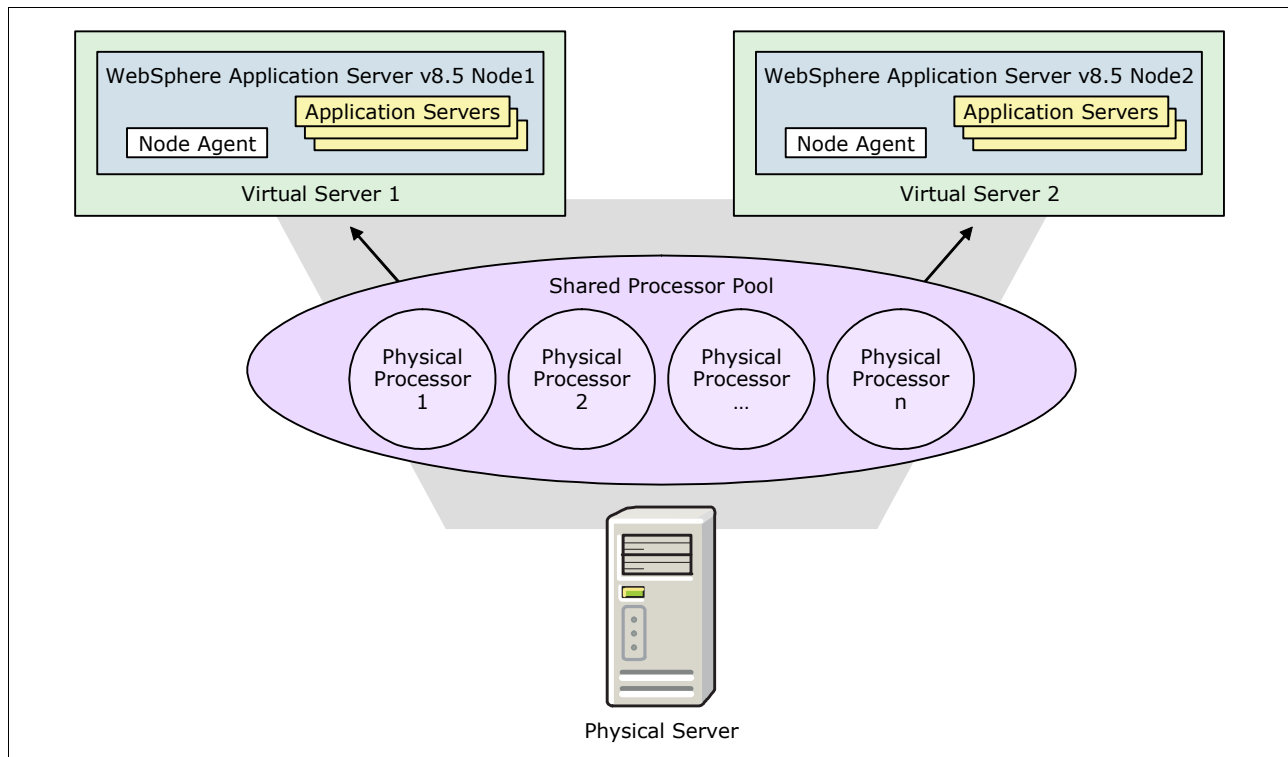 WebSphere Application Server v8.5 Node1
Application Servers
Node Agent
Virtual Server 1
WebSphere Application Server v8.5 Node2
Application Servers
Node Agent
Virtual Server 2
Shared Processor Pool
Physical
Processor
1
Physical
Processor
2
Physical
Processor
...
Physical
Processor
n
Physical Server